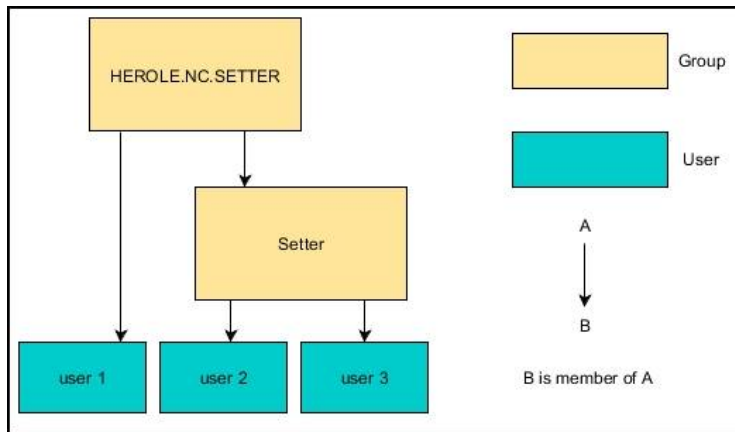 HEROLE.NC.SETTER
Group
User
Setter
A
B
user 1
user 2
user 3
B is member of A